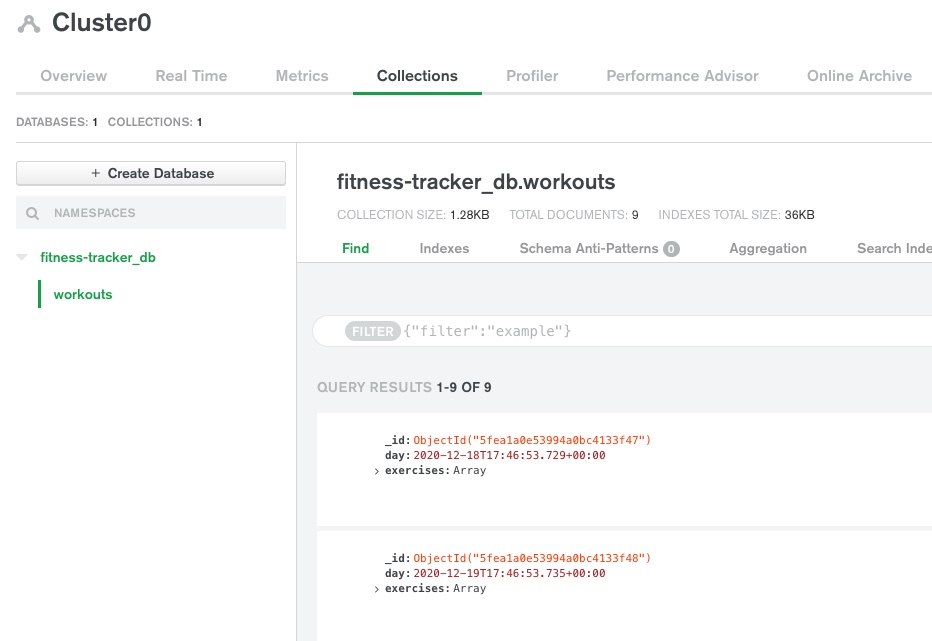 Cluster0
Overview Real Time Metrics Collections Profiler Performance Advisor Online Archive
DATABASES: 1 COLLECTIONS: 1
+ Create Database
NAMESPACES
fitness-tracker_db
workouts
fitness-tracker_db.workouts
COLLECTION SIZE: 1.28KB TOTAL DOCUMENTS: 9 INDEXES TOTAL SIZE: 36KB
Find Indexes Schema Anti-Patterns 0 Aggregation Search Inde
FILTER {"filter":"example"}
QUERY RESULTS 1-9 OF 9
_id: ObjectId("5fea1a0e53994a0bc4133f47")
day: 2020-12-18T17:46:53.729+00:00
> exercises: Array
_id: ObjectId("5fea1a0e53994a0bc4133f48")
day: 2020-12-19T17:46:53.735+00:00
> exercises: Array